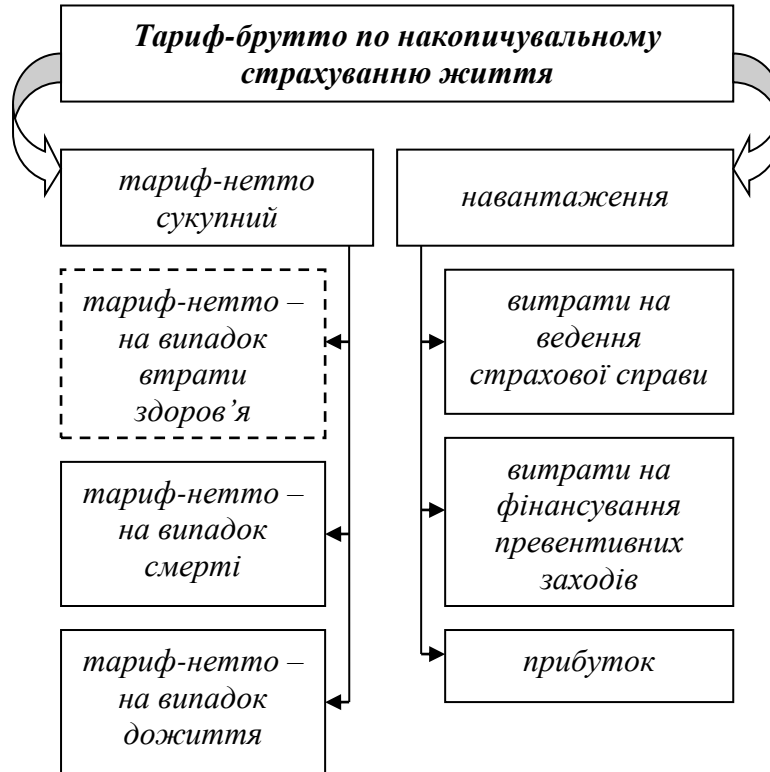 Тариф-брутто по накопичувальному
страхуванню життя
тариф-нетто
сукупний
навантаження
тариф-нетто –
на випадок
втрати
здоров’я
витрати на
ведення
страхової справи
тариф-нетто –
на випадок
смерті
витрати на
фінансування
превентивних
заходів
тариф-нетто –
на випадок
дожиття
прибуток